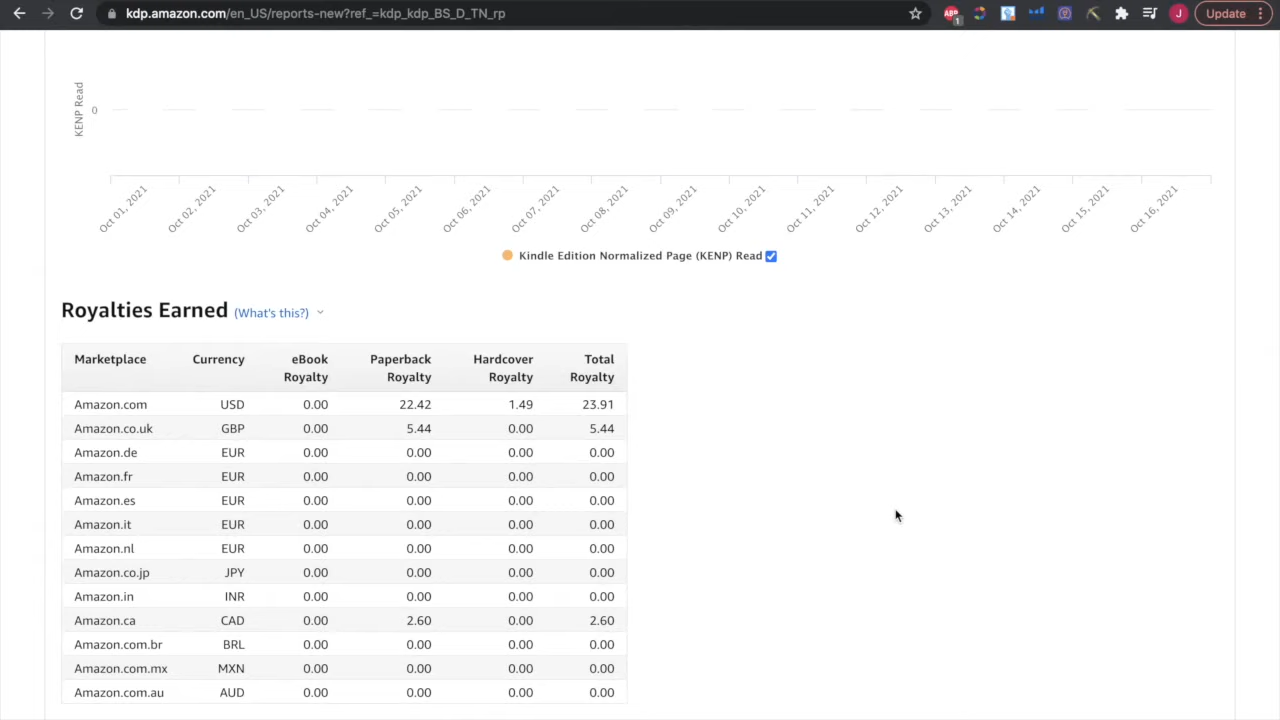 kdp.amazon.com/en_US/reports-new?ref_=kdp_kdp_BS_D_TN_rp
ABP
1
J
Update
KENP Read
0
Oct 01, 2021
Oct 02, 2021
Oct 03, 2021
Oct 04, 2021
Oct 05, 2021
Oct 06, 2021
Oct 07, 2021
Oct 08, 2021
Oct 09, 2021
Oct 10, 2021
Oct 11, 2021
Oct 12, 2021
Oct 13, 2021
Oct 14, 2021
Oct 15, 2021
Oct 16, 2021
Kindle Edition Normalized Page (KENP) Read
Royalties Earned (What's this?)
Marketplace Currency eBook Royalty Paperback Royalty Hardcover Royalty Total Royalty
Amazon.com USD 0.00 22.42 1.49 23.91
Amazon.co.uk GBP 0.00 5.44 0.00 5.44
Amazon.de EUR 0.00 0.00 0.00 0.00
Amazon.fr EUR 0.00 0.00 0.00 0.00
Amazon.es EUR 0.00 0.00 0.00 0.00
Amazon.it EUR 0.00 0.00 0.00 0.00
Amazon.nl EUR 0.00 0.00 0.00 0.00
Amazon.co.jp JPY 0.00 0.00 0.00 0.00
Amazon.in INR 0.00 0.00 0.00 0.00
Amazon.ca CAD 0.00 2.60 0.00 2.60
Amazon.com.br BRL 0.00 0.00 0.00 0.00
Amazon.com.mx MXN 0.00 0.00 0.00 0.00
Amazon.com.au AUD 0.00 0.00 0.00 0.00